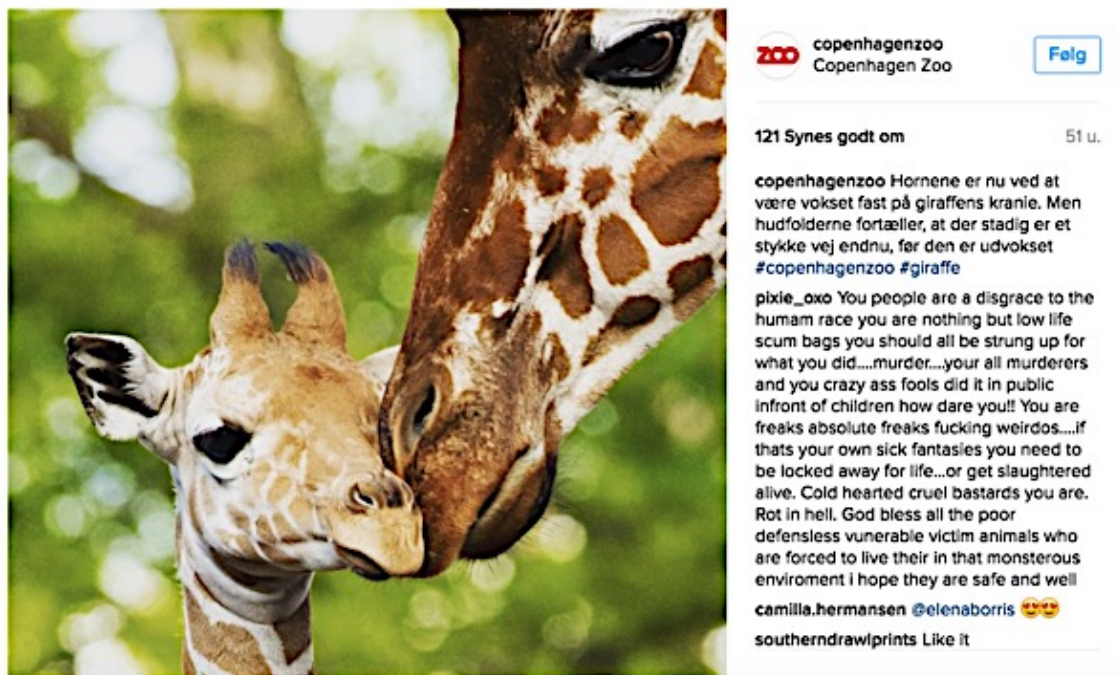 ZOO
copenhagenzoo
Copenhagen Zoo
Følg
121 Synes godt om
51 u.
copenhagenzoo Hornene er nu ved at
være vokset fast på giraffens kranie. Men
hudfolderne fortæller, at der stadig er et
stykke vej endnu, før den er udvokset
#copenhagenzoo #giraffe
pixie_oxo You people are a disgrace to the
humam race you are nothing but low life
scum bags you should all be strung up for
what you did....murder....your all murderers
and you crazy ass fools did it in public
infront of children how dare you!! You are
freaks absolute freaks fucking weirdos....if
thats your own sick fantasies you need to
be locked away for life...or get slaughtered
alive. Cold hearted cruel bastards you are.
Rot in hell. God bless all the poor
defensless vunerable victim animals who
are forced to live their in that monsterous
enviroment i hope they are safe and well
camilla.hermansen @elenaborris 😍😍
southerndrawlprints Like it